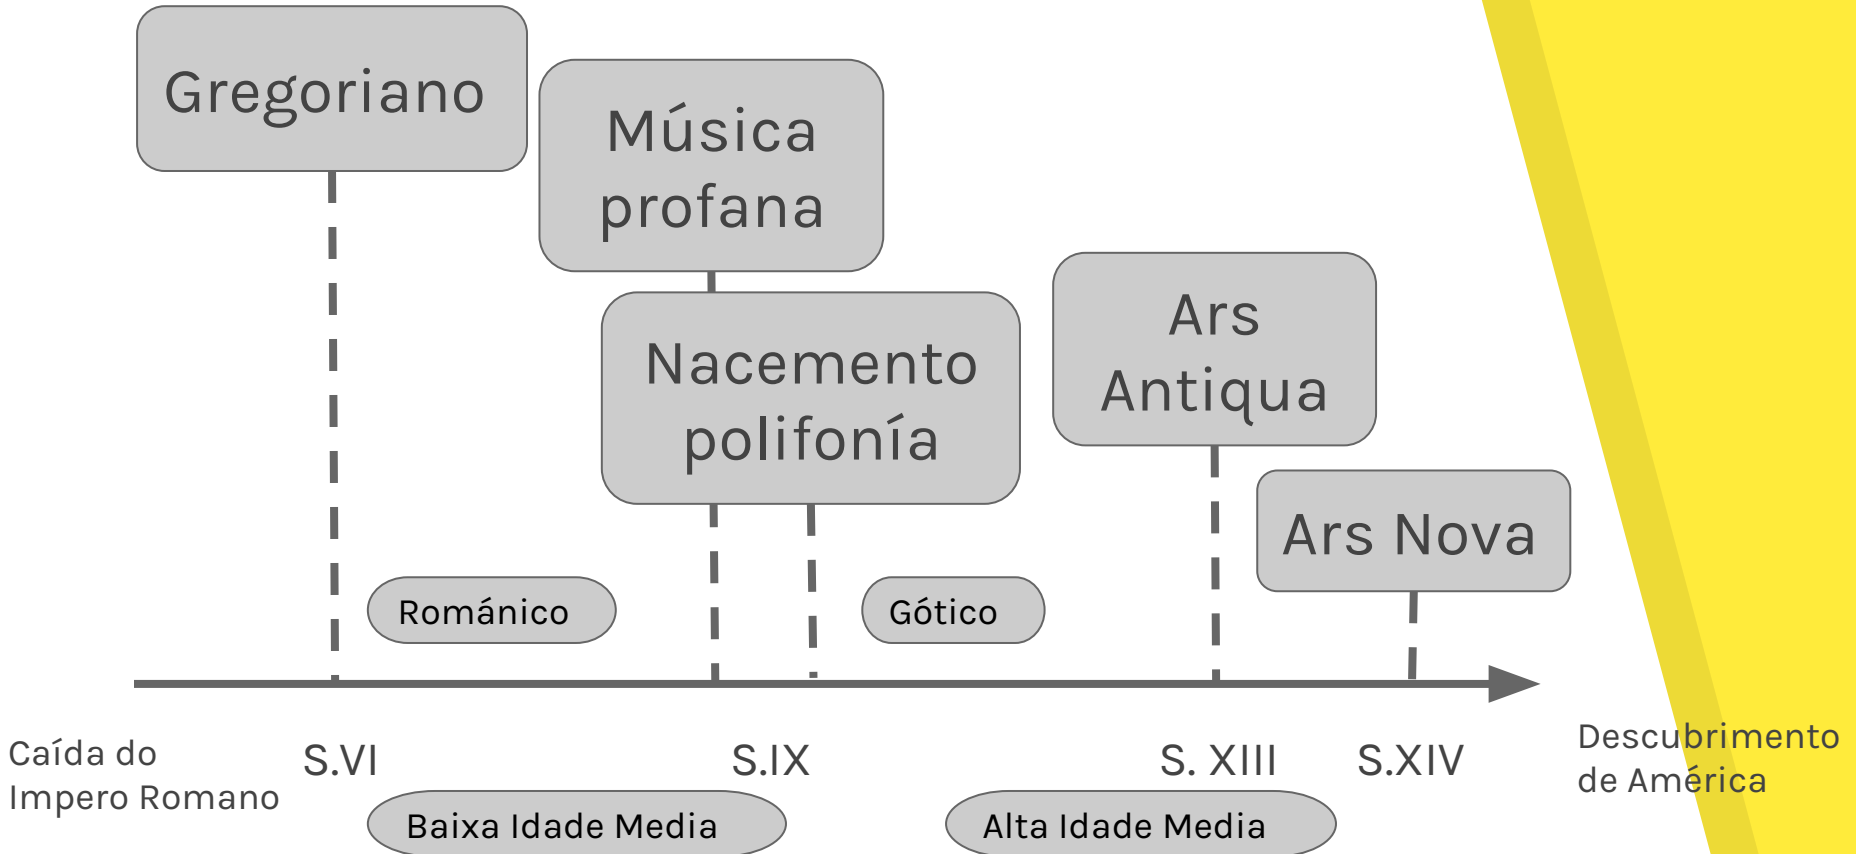 Gregoriano
Música
profana
Nacemento
polifonía
Ars
Antiqua
Ars Nova
Románico
Gótico
Caída do
Impero Romano
S.VI
S.IX
S. XIII
S.XIV
Descubrimento
de América
Baixa Idade Media
Alta Idade Media